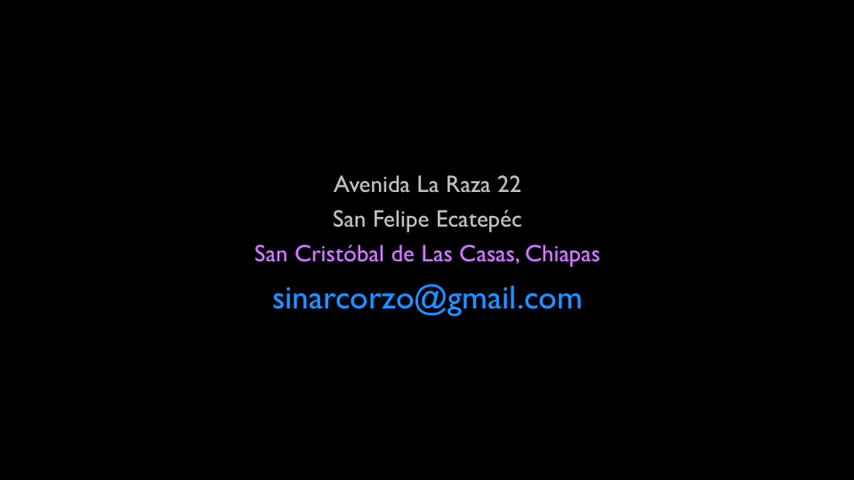 Avenida La Raza 22
San Felipe Ecatepéc
San Cristóbal de Las Casas, Chiapas
sinarcorzo@gmail.com